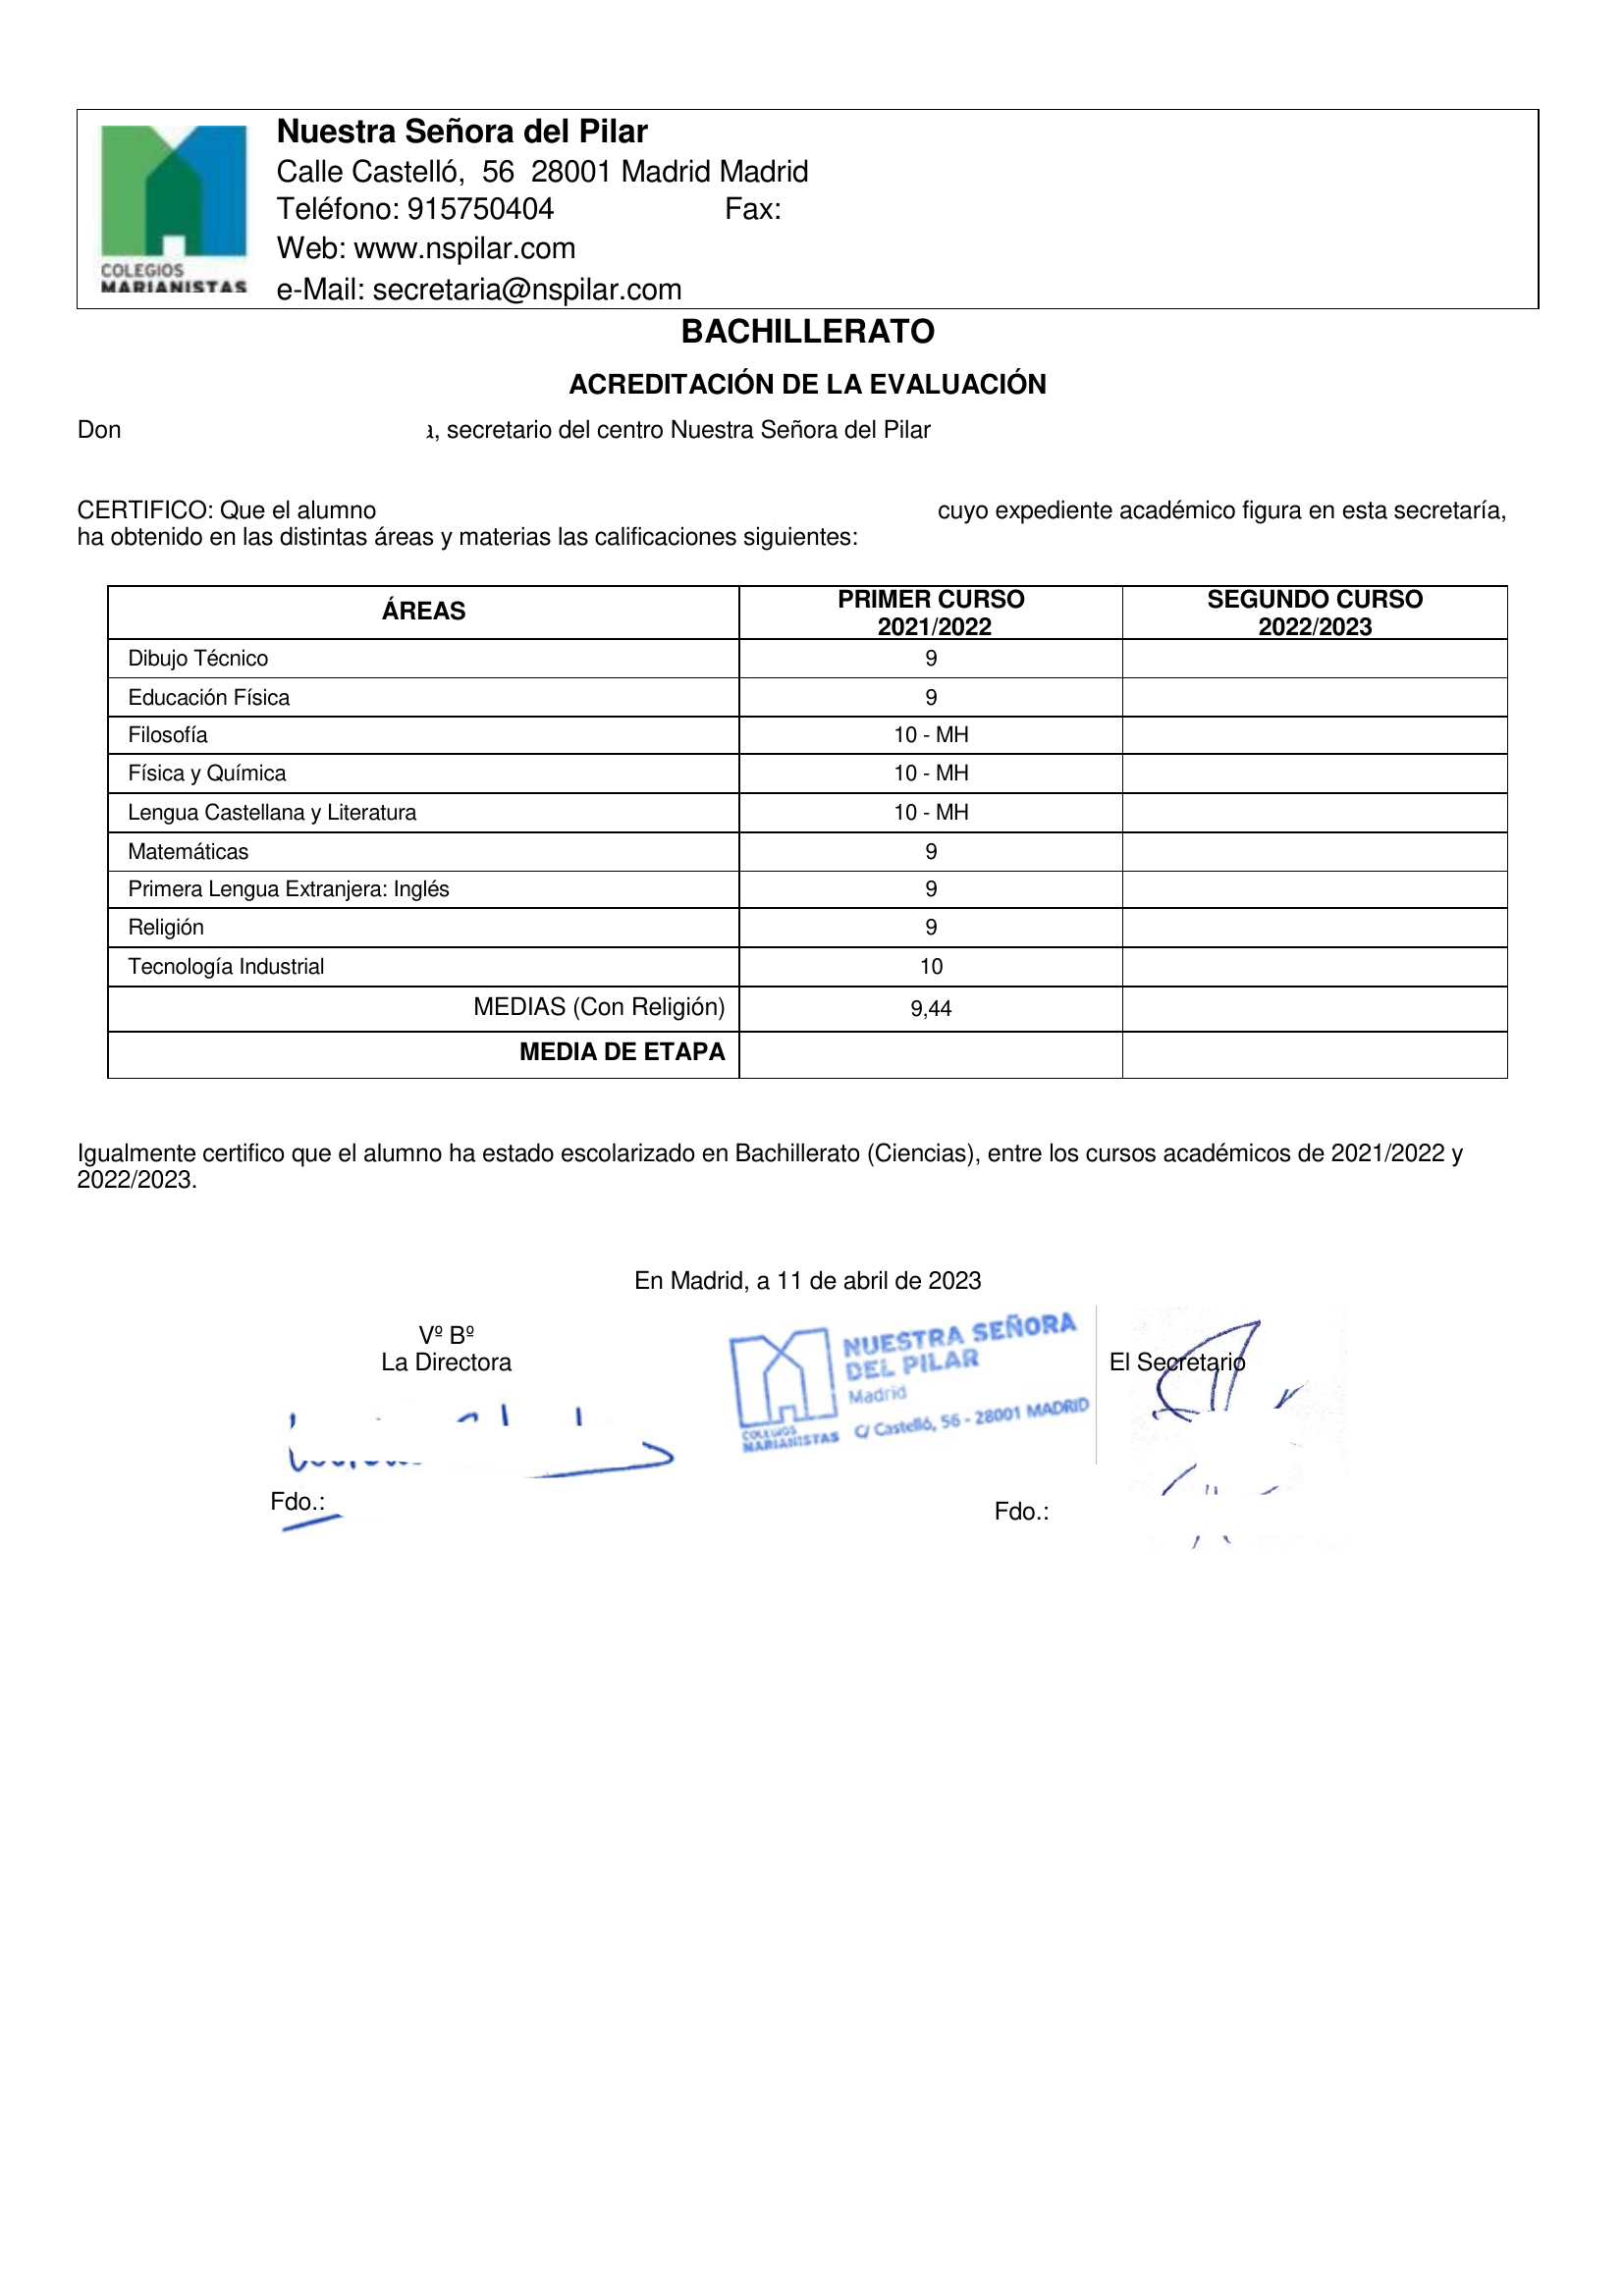 Nuestra Señora del Pilar
Calle Castelló, 56 28001 Madrid Madrid
Teléfono: 915750404 Fax:
Web: www.nspilar.com
e-Mail: secretaria@nspilar.com
COLEGIOS
MARIANISTAS
BACHILLERATO
ACREDITACIÓN DE LA EVALUACIÓN
Don , secretario del centro Nuestra Señora del Pilar
CERTIFICO: Que el alumno cuyo expediente académico figura en esta secretaría,
ha obtenido en las distintas áreas y materias las calificaciones siguientes:
ÁREAS PRIMER CURSO 2021/2022 SEGUNDO CURSO 2022/2023
Dibujo Técnico 9
Educación Física 9
Filosofía 10 - MH
Física y Química 10 - MH
Lengua Castellana y Literatura 10 - MH
Matemáticas 9
Primera Lengua Extranjera: Inglés 9
Religión 9
Tecnología Industrial 10
MEDIAS (Con Religión) 9,44
MEDIA DE ETAPA
Igualmente certifico que el alumno ha estado escolarizado en Bachillerato (Ciencias), entre los cursos académicos de 2021/2022 y
2022/2023.
En Madrid, a 11 de abril de 2023
Vº Bº
La Directora
NUESTRA SEÑORA
DEL PILAR
Madrid
C/ Castelló, 56 - 28001 MADRID
COLEGIOS
MARIANISTAS
El Secretario
Fdo.:
Fdo.: